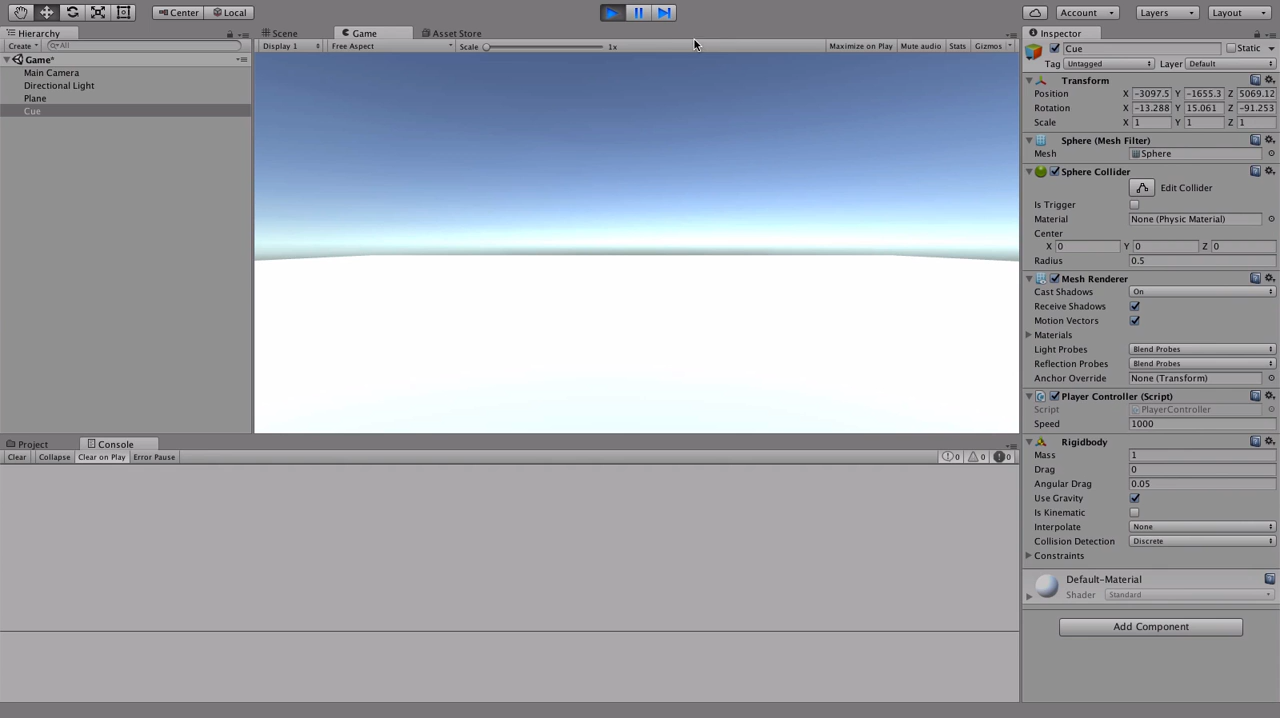 Center
Local
Account
Layers
Layout
Hierarchy
Create
All
Game*
Main Camera
Directional Light
Plane
Cue
Scene
Game
Asset Store
Display 1
Free Aspect
Scale
1x
Maximize on Play
Mute audio
Stats
Gizmos
Project
Console
Clear
Collapse
Clear on Play
Error Pause
0
0
0
Inspector
Cue
Static
Tag Untagged
Layer Default
Transform
Position X -3097.5 Y -1655.3 Z 5069.12
Rotation X -13.288 Y 15.061 Z -91.253
Scale X 1 Y 1 Z 1
Sphere (Mesh Filter)
Mesh Sphere
Sphere Collider
Edit Collider
Is Trigger
Material None (Physic Material)
Center
X 0 Y 0 Z 0
Radius 0.5
Mesh Renderer
Cast Shadows On
Receive Shadows
Motion Vectors
Materials
Light Probes Blend Probes
Reflection Probes Blend Probes
Anchor Override None (Transform)
Player Controller (Script)
Script PlayerController
Speed 1000
Rigidbody
Mass 1
Drag 0
Angular Drag 0.05
Use Gravity
Is Kinematic
Interpolate None
Collision Detection Discrete
Constraints
Default-Material
Shader Standard
Add Component